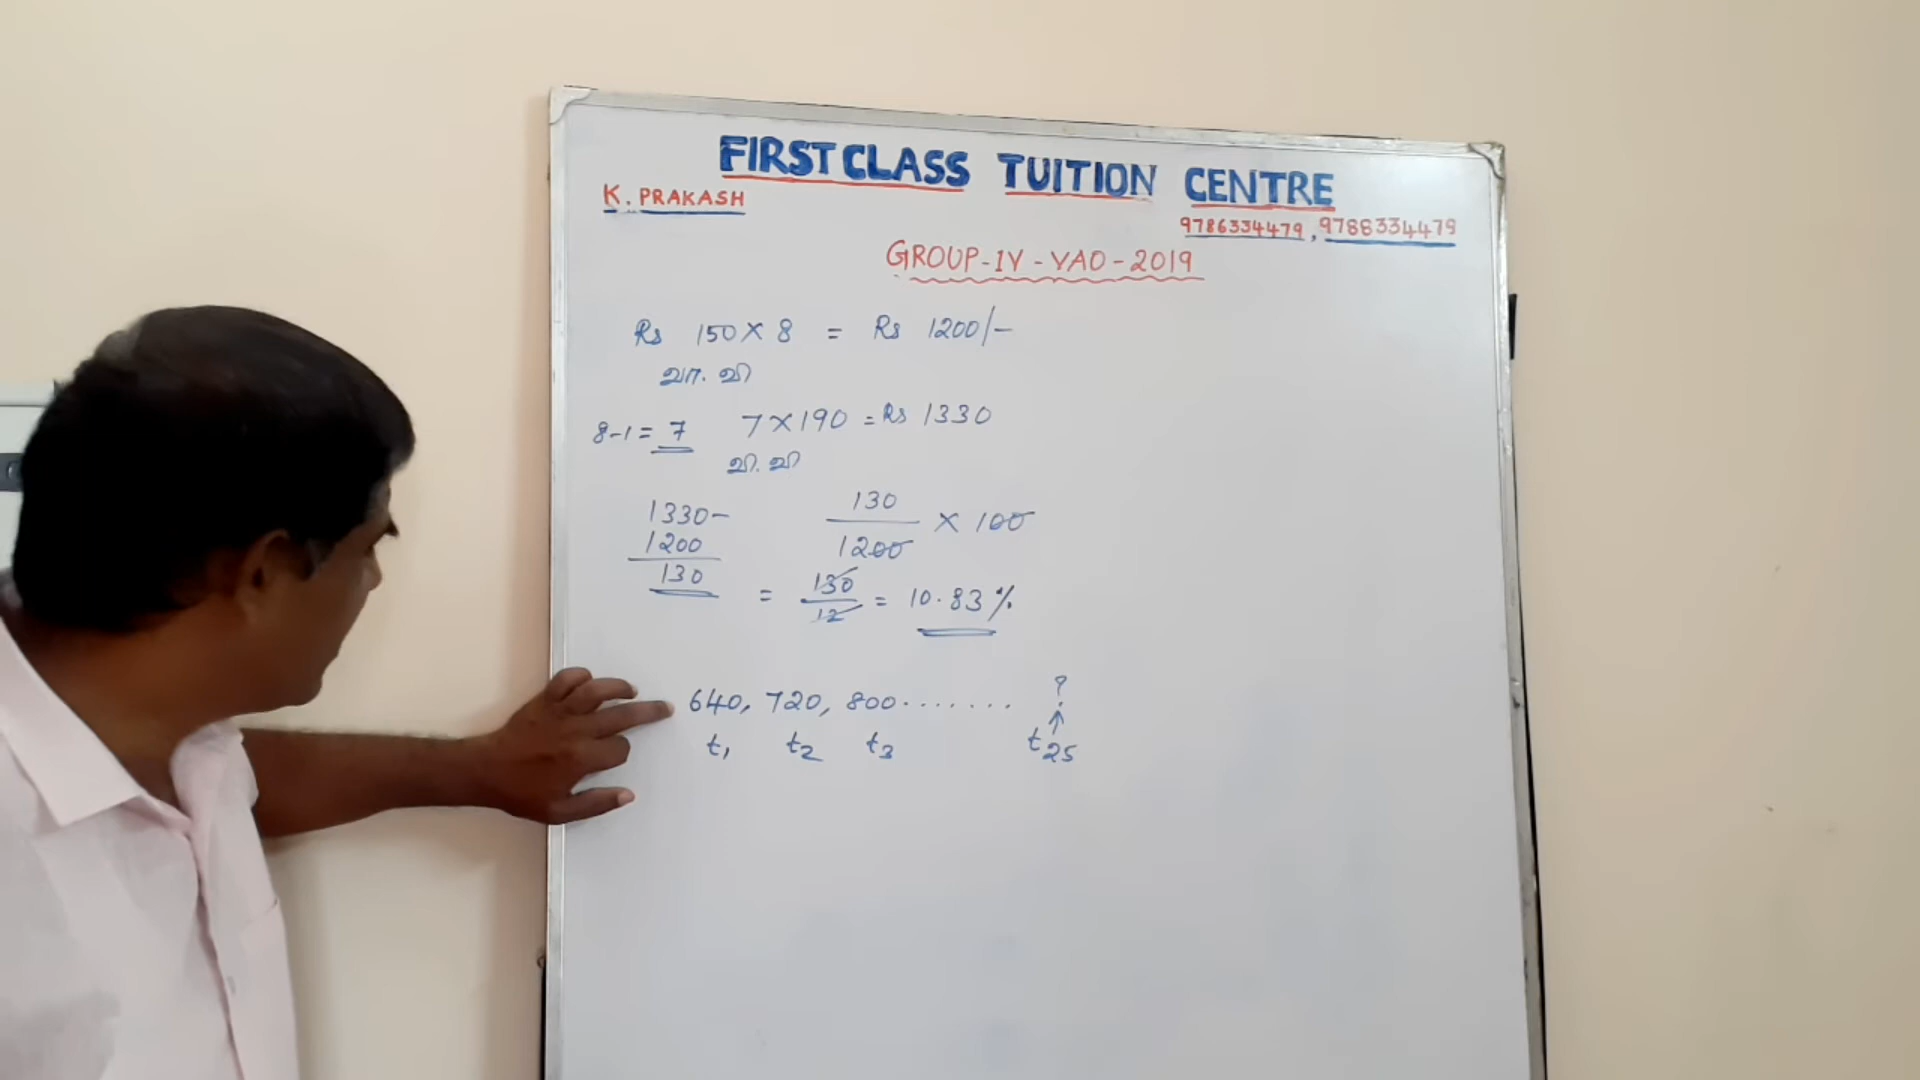 FIRST CLASS TUITION CENTRE
K. PRAKASH
9786334479, 9788334479
GROUP-IV-VAO-2019
Rs 150 × 8 = Rs 1200/-
வா. வி
8-1 = 7 7 × 190 = Rs 1330
வி. வி
1330- 130
1200 1200 × 100
130 = 130/12 = 10.83%
640, 720, 800....... ?
t1 t2 t3 t25